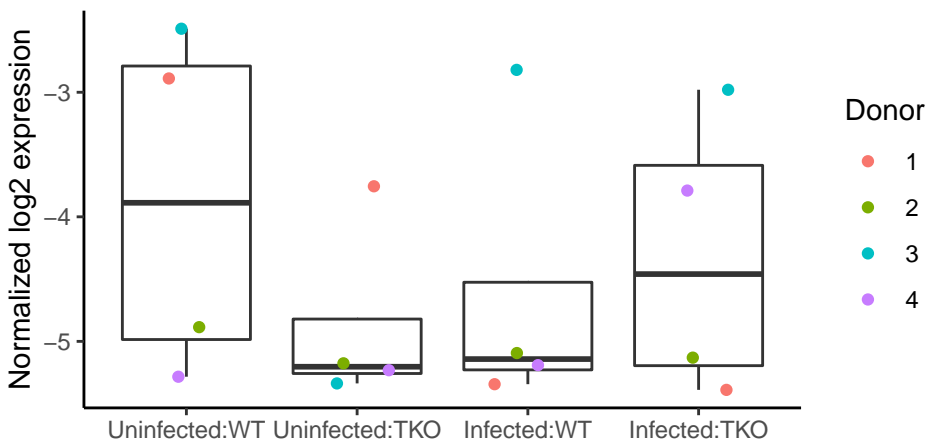 Normalized log2 expression
−3
−4
−5
Uninfected:WT
Uninfected:TKO
Infected:WT
Infected:TKO
Donor
1
2
3
4